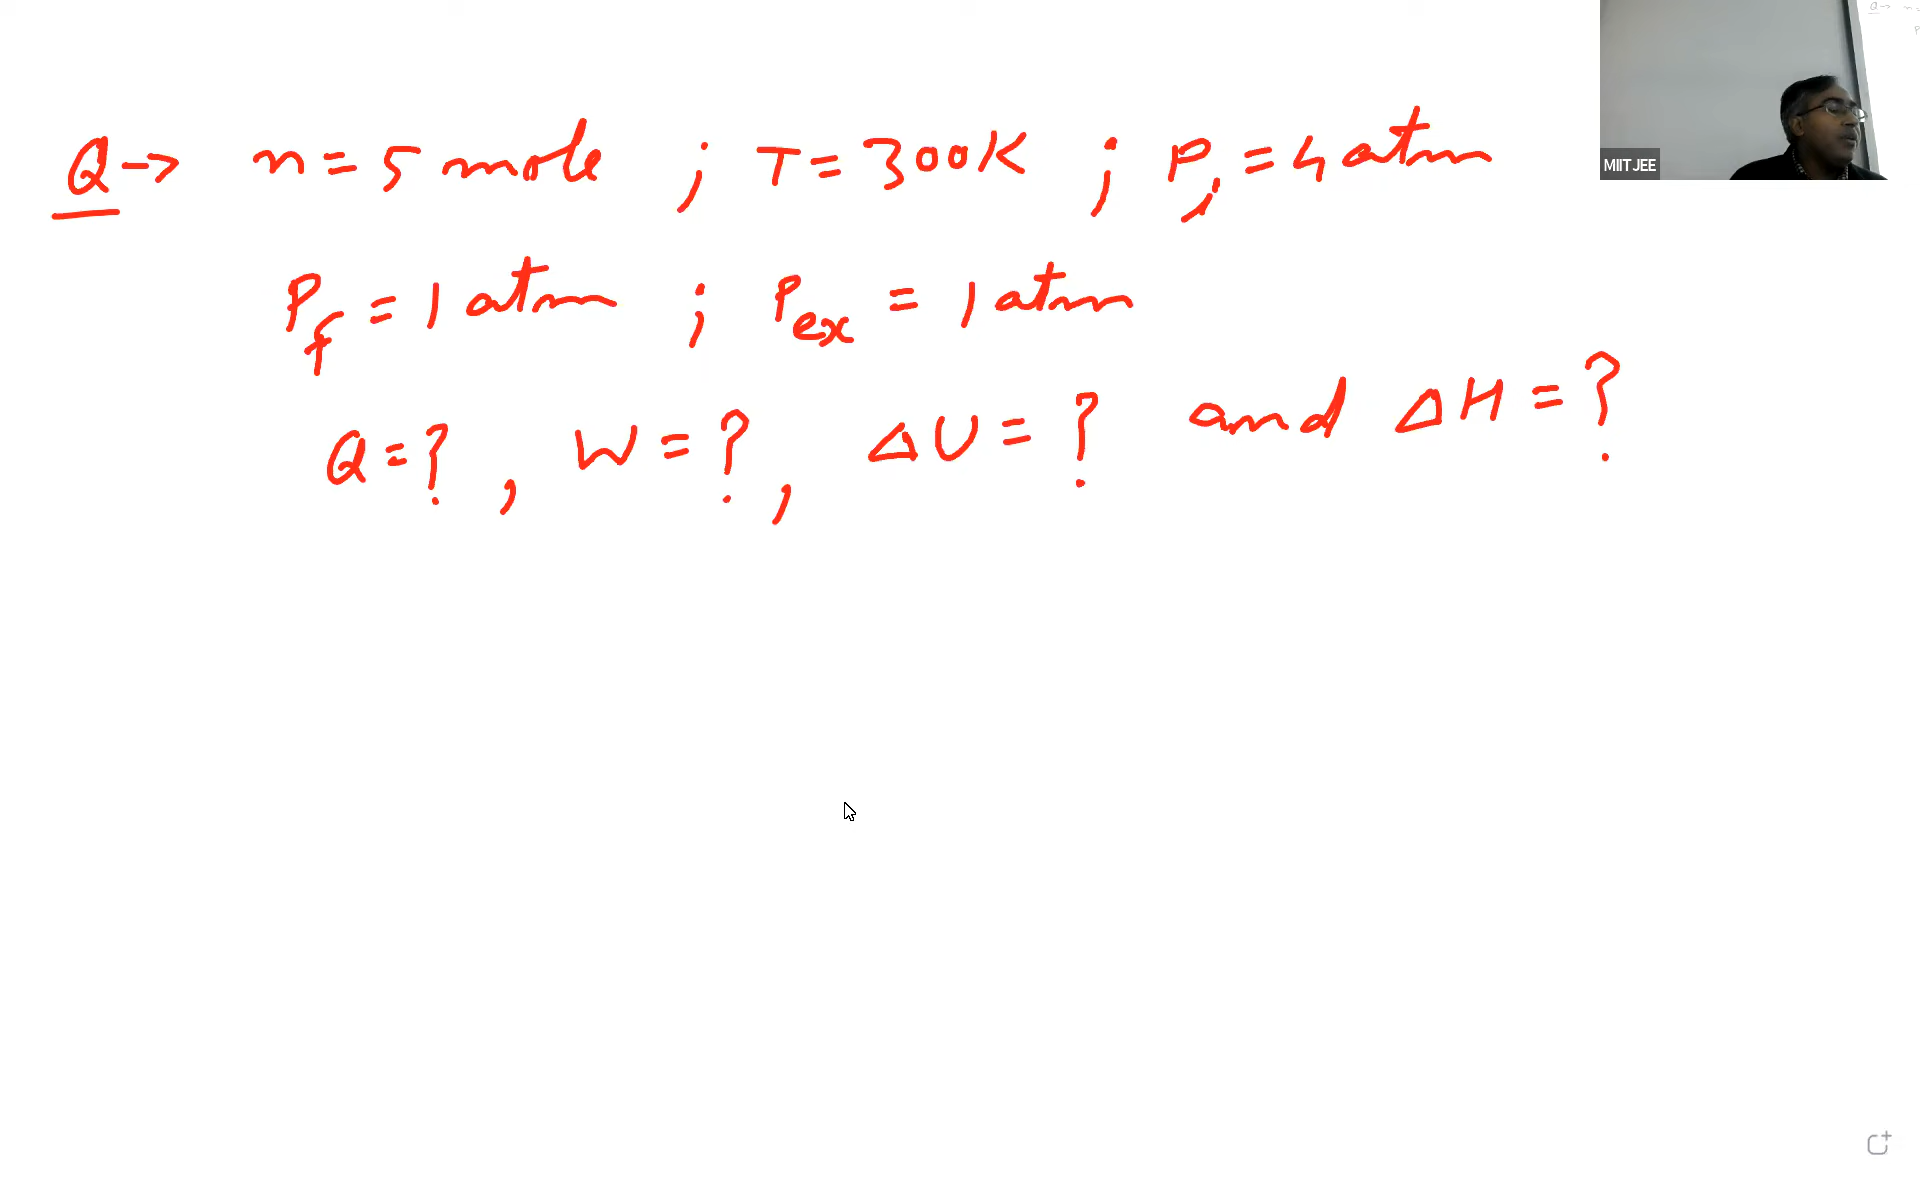 Q → n = 5 mole ; T = 300K ; Pi = 4 atm
Pf = 1 atm ; Pex = 1 atm
Q = ? , W = ? , ΔU = ? and ΔH = ?
MIIT JEE